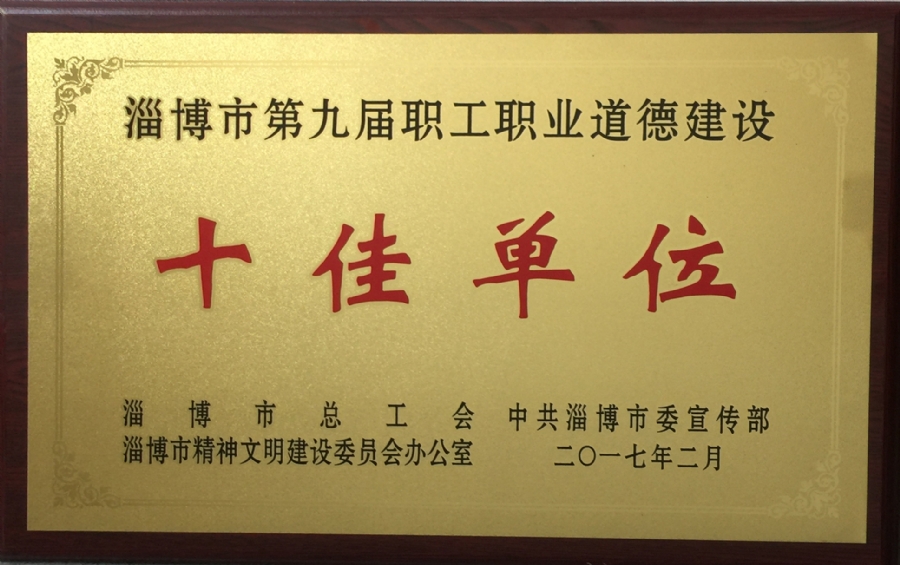 淄博市第九届职工职业道德建设
十佳单位
淄博市总工会 中共淄博市委宣传部
淄博市精神文明建设委员会办公室 二〇一七年二月